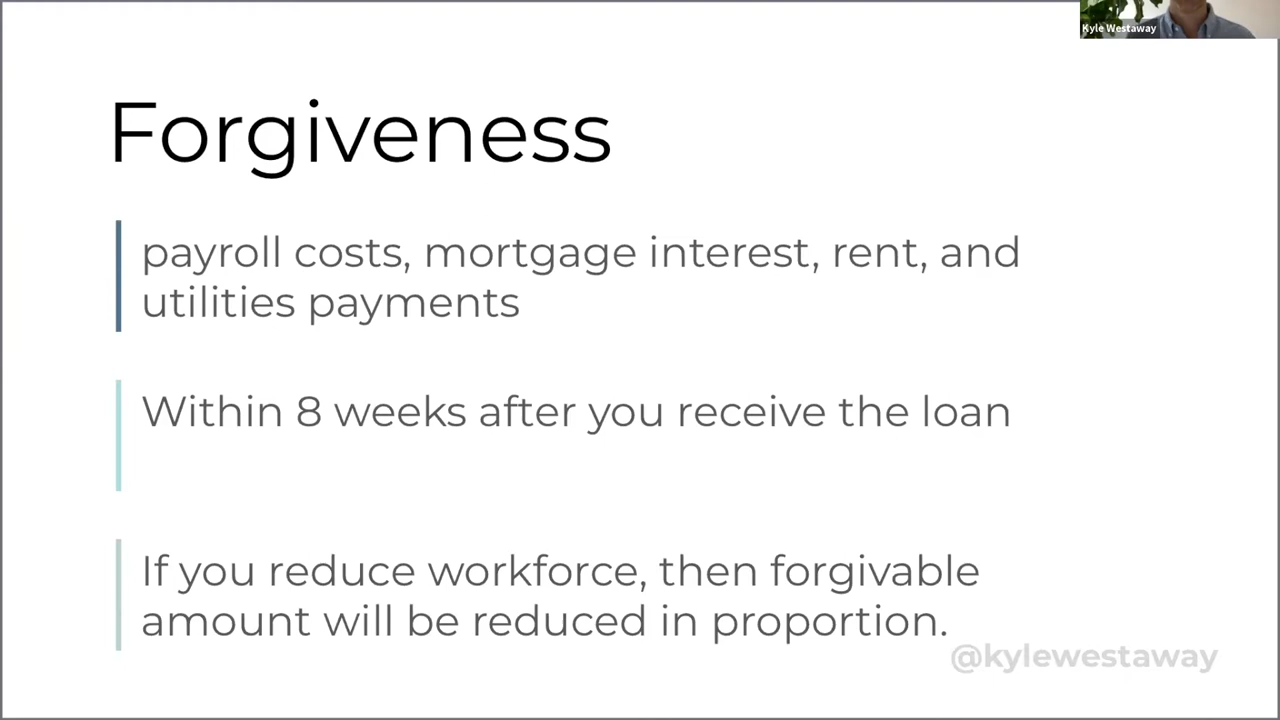 Kyle Westaway
Forgiveness
payroll costs, mortgage interest, rent, and
utilities payments
Within 8 weeks after you receive the loan
If you reduce workforce, then forgivable
amount will be reduced in proportion.
@kylewestaway